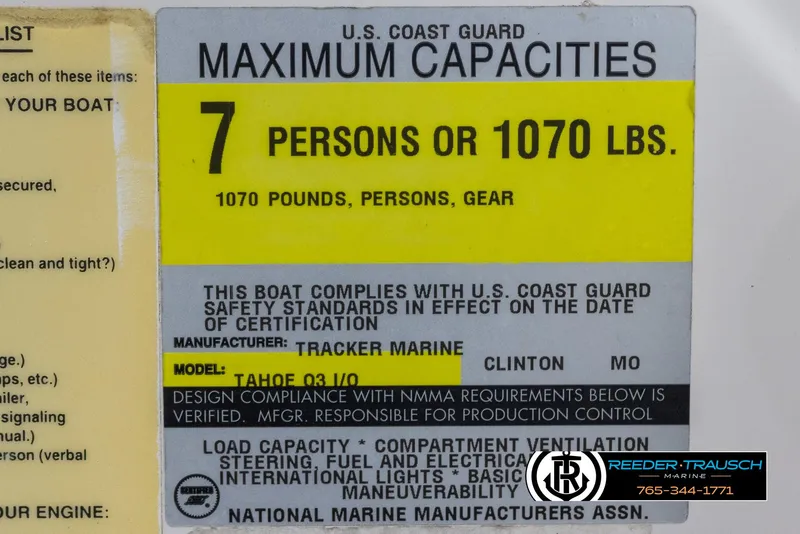 LIST
each of these items:
YOUR BOAT:
secured,
clean and tight?)
ge.)
ps, etc.)
iler,
signaling
nual.)
erson (verbal
OUR ENGINE:
U.S. COAST GUARD
MAXIMUM CAPACITIES
7 PERSONS OR 1070 LBS.
1070 POUNDS, PERSONS, GEAR
THIS BOAT COMPLIES WITH U.S. COAST GUARD
SAFETY STANDARDS IN EFFECT ON THE DATE
OF CERTIFICATION
MANUFACTURER: TRACKER MARINE
CLINTON MO
MODEL: TAHOE Q3 I/O
DESIGN COMPLIANCE WITH NMMA REQUIREMENTS BELOW IS
VERIFIED. MFGR. RESPONSIBLE FOR PRODUCTION CONTROL
LOAD CAPACITY * COMPARTMENT VENTILATION
STEERING, FUEL AND ELECTRICA
INTERNATIONAL LIGHTS * BASIC
MANEUVERABILITY
NATIONAL MARINE MANUFACTURERS ASSN.
CERTIFIED
REEDER·TRAUSCH
MARINE
765-344-1771